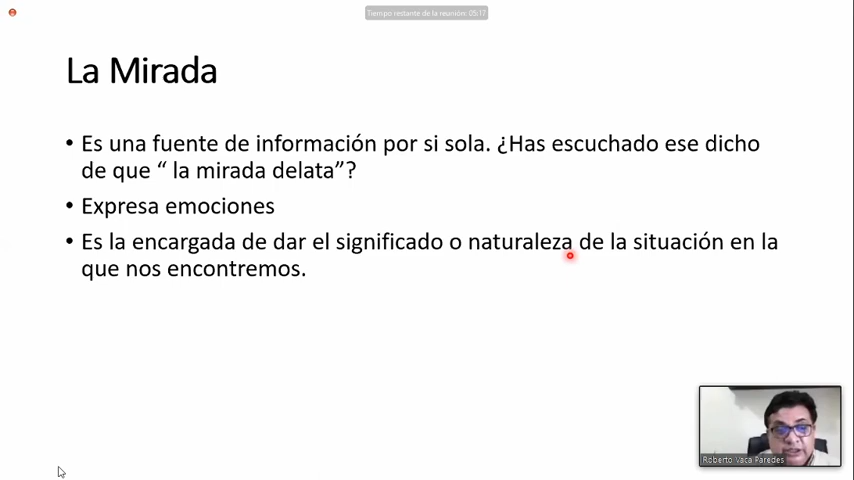 Tiempo restante de la reunión: 05:17
La Mirada
• Es una fuente de información por si sola. ¿Has escuchado ese dicho
de que “ la mirada delata”?
• Expresa emociones
• Es la encargada de dar el significado o naturaleza de la situación en la
que nos encontremos.
Roberto Vaca Paredes